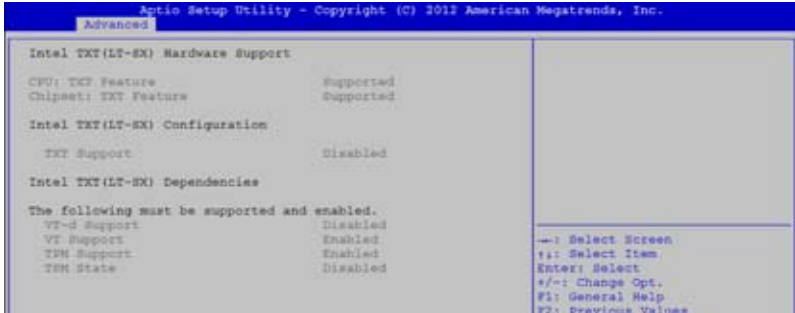 Aptio Setup Utility - Copyright (C) 2012 American Megatrends, Inc.
Advanced
Intel TXT(LT-SX) Hardware Support
CPU: TXT Feature Supported
Chipset: TXT Feature Supported
Intel TXT(LT-SX) Configuration
TXT Support Disabled
Intel TXT(LT-SX) Dependencies
The following must be supported and enabled.
VT-d Support Disabled
VT Support Enabled
TPM Support Enabled
TPM State Disabled
→←: Select Screen
↑↓: Select Item
Enter: Select
+/-: Change Opt.
F1: General Help
F2: Previous Values